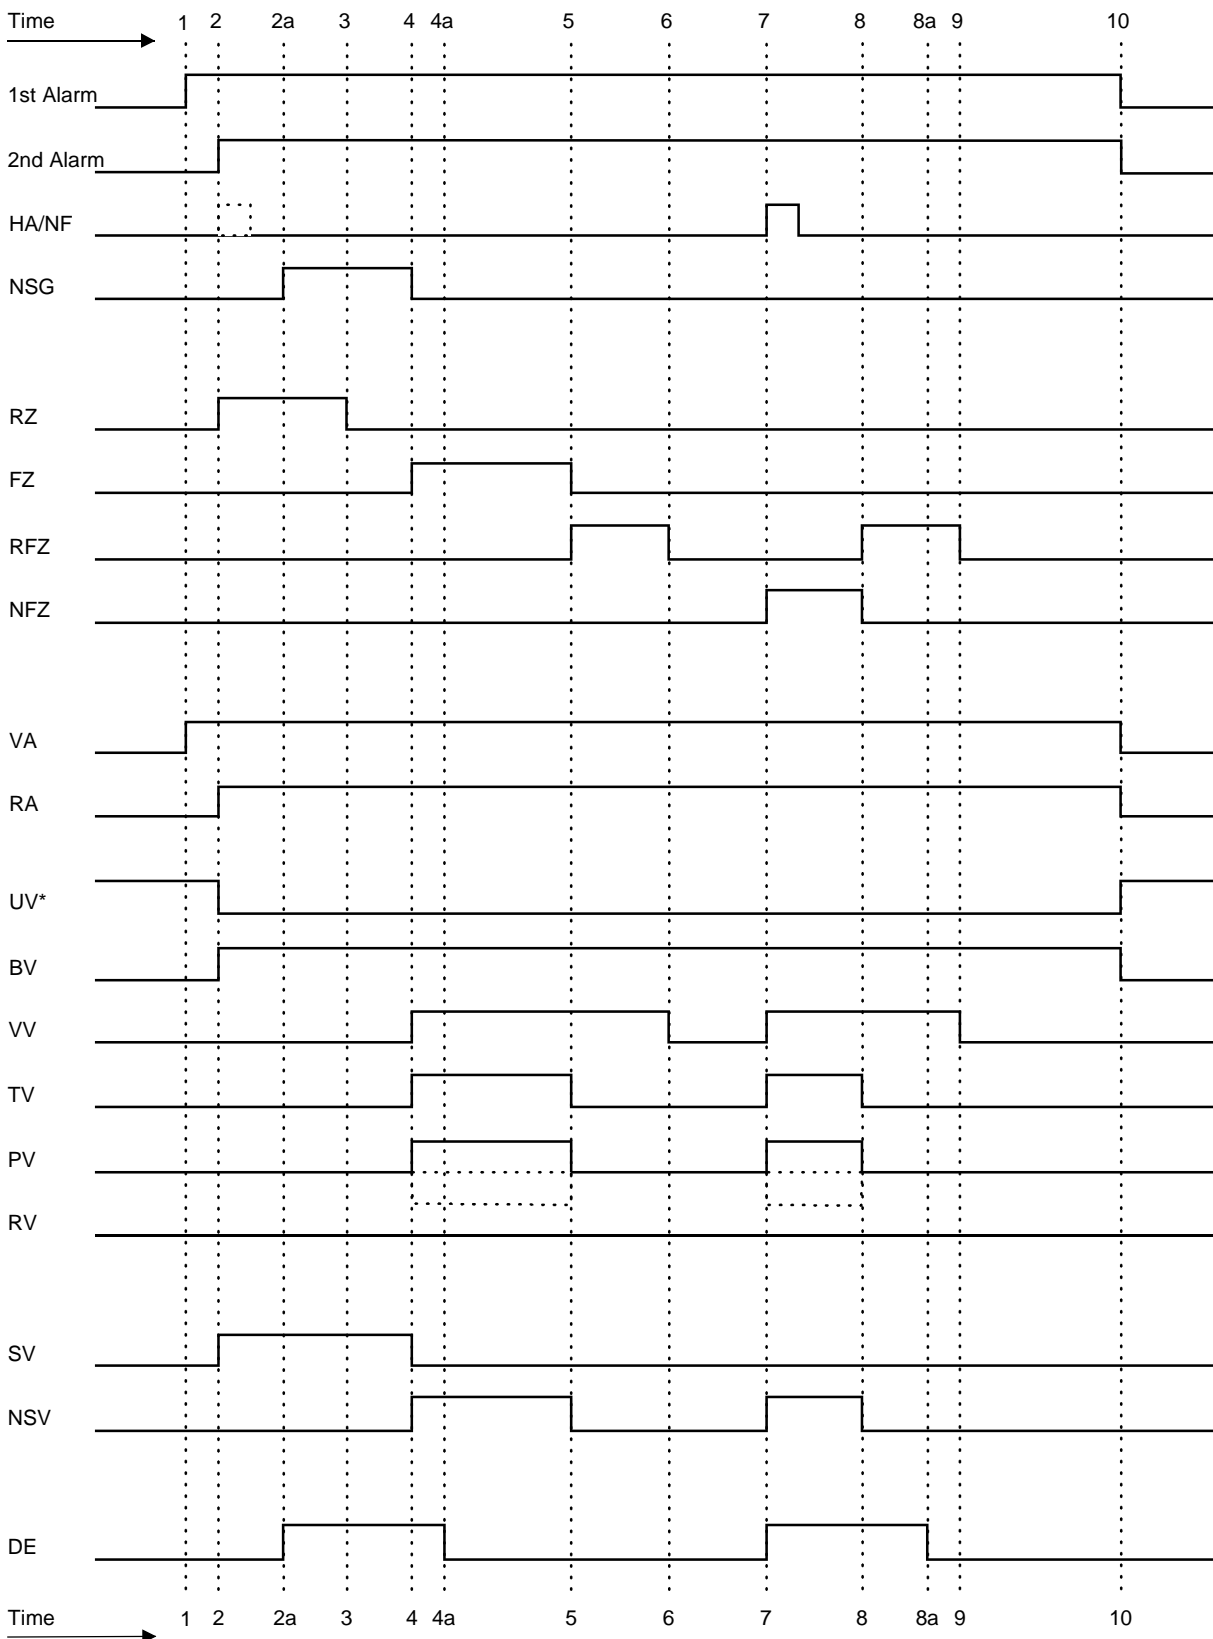 Time 1 2 2a 3 4 4a 5 6 7 8 8a 9 10
1st Alarm
2nd Alarm
HA/NF
NSG
RZ
FZ
RFZ
NFZ
VA
RA
UV*
BV
VV
TV
PV
RV
SV
NSV
DE
Time 1 2 2a 3 4 4a 5 6 7 8 8a 9 10